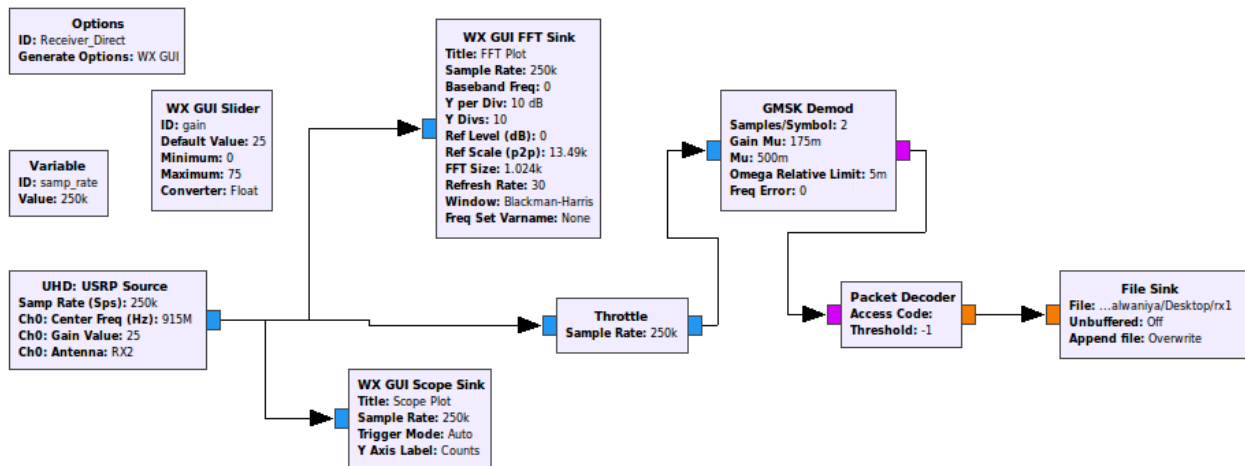 Options
ID: Receiver_Direct
Generate Options: WX GUI
WX GUI Slider
ID: gain
Default Value: 25
Minimum: 0
Maximum: 75
Converter: Float
Variable
ID: samp_rate
Value: 250k
WX GUI FFT Sink
Title: FFT Plot
Sample Rate: 250k
Baseband Freq: 0
Y per Div: 10 dB
Y Divs: 10
Ref Level (dB): 0
Ref Scale (p2p): 13.49k
FFT Size: 1.024k
Refresh Rate: 30
Window: Blackman-Harris
Freq Set Varname: None
GMSK Demod
Samples/Symbol: 2
Gain Mu: 175m
Mu: 500m
Omega Relative Limit: 5m
Freq Error: 0
UHD: USRP Source
Samp Rate (Sps): 250k
Ch0: Center Freq (Hz): 915M
Ch0: Gain Value: 25
Ch0: Antenna: RX2
Throttle
Sample Rate: 250k
Packet Decoder
Access Code:
Threshold: -1
File Sink
File: ...alwaniya/Desktop/rx1
Unbuffered: Off
Append file: Overwrite
WX GUI Scope Sink
Title: Scope Plot
Sample Rate: 250k
Trigger Mode: Auto
Y Axis Label: Counts